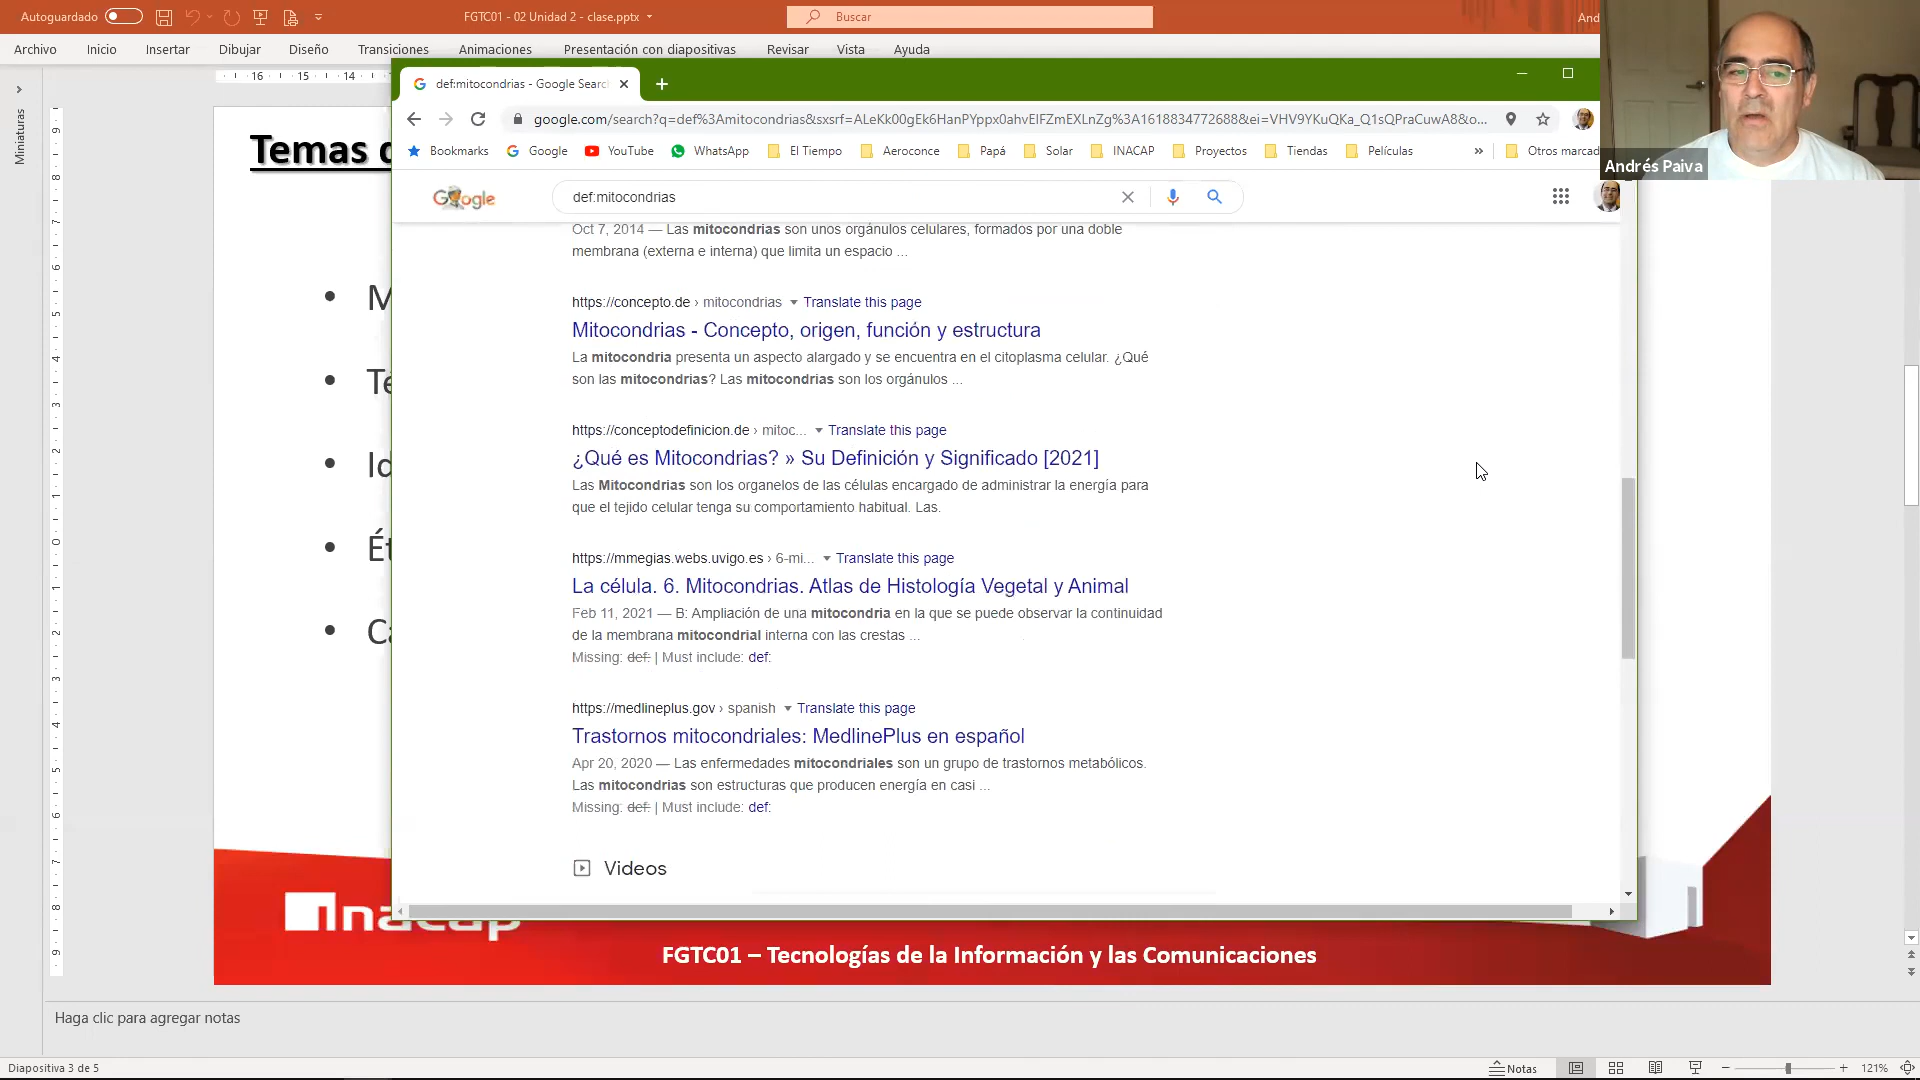 Autoguardado
FGTC01 - 02 Unidad 2 - clase.pptx
Buscar
And
Archivo Inicio Insertar Dibujar Diseño Transiciones Animaciones Presentación con diapositivas Revisar Vista Ayuda
16 15 14
Miniaturas
Temas d
M
Té
Id
Ét
Ca
def:mitocondrias - Google Searc
google.com/search?q=def%3Amitocondrias&sxsrf=ALeKk00gEk6HanPYppx0ahvEIFZmEXLnZg%3A1618834772688&ei=VHV9YKuQKa_Q1sQPraCuwA8&o...
Bookmarks Google YouTube WhatsApp El Tiempo Aeroconce Papá Solar INACAP Proyectos Tiendas Películas » Otros marcad
Andrés Paiva
Google
def:mitocondrias
Oct 7, 2014 — Las mitocondrias son unos orgánulos celulares, formados por una doble
membrana (externa e interna) que limita un espacio ...
https://concepto.de › mitocondrias Translate this page
Mitocondrias - Concepto, origen, función y estructura
La mitocondria presenta un aspecto alargado y se encuentra en el citoplasma celular. ¿Qué
son las mitocondrias? Las mitocondrias son los orgánulos ...
https://conceptodefinicion.de › mitoc... Translate this page
¿Qué es Mitocondrias? » Su Definición y Significado [2021]
Las Mitocondrias son los organelos de las células encargado de administrar la energía para
que el tejido celular tenga su comportamiento habitual. Las.
https://mmegias.webs.uvigo.es › 6-mi... Translate this page
La célula. 6. Mitocondrias. Atlas de Histología Vegetal y Animal
Feb 11, 2021 — B: Ampliación de una mitocondria en la que se puede observar la continuidad
de la membrana mitocondrial interna con las crestas ...
Missing: def: | Must include: def:
https://medlineplus.gov › spanish Translate this page
Trastornos mitocondriales: MedlinePlus en español
Apr 20, 2020 — Las enfermedades mitocondriales son un grupo de trastornos metabólicos.
Las mitocondrias son estructuras que producen energía en casi ...
Missing: def: | Must include: def:
Videos
Inacap
FGTC01 – Tecnologías de la Información y las Comunicaciones
Haga clic para agregar notas
Diapositiva 3 de 5
Notas
121%